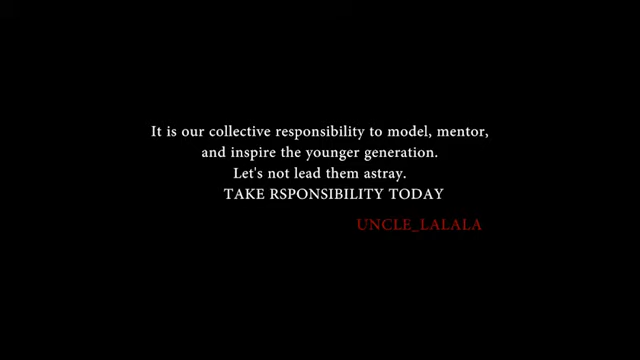 It is our collective responsibility to model, mentor,
and inspire the younger generation.
Let's not lead them astray.
TAKE RSPONSIBILITY TODAY
UNCLE_LALALA